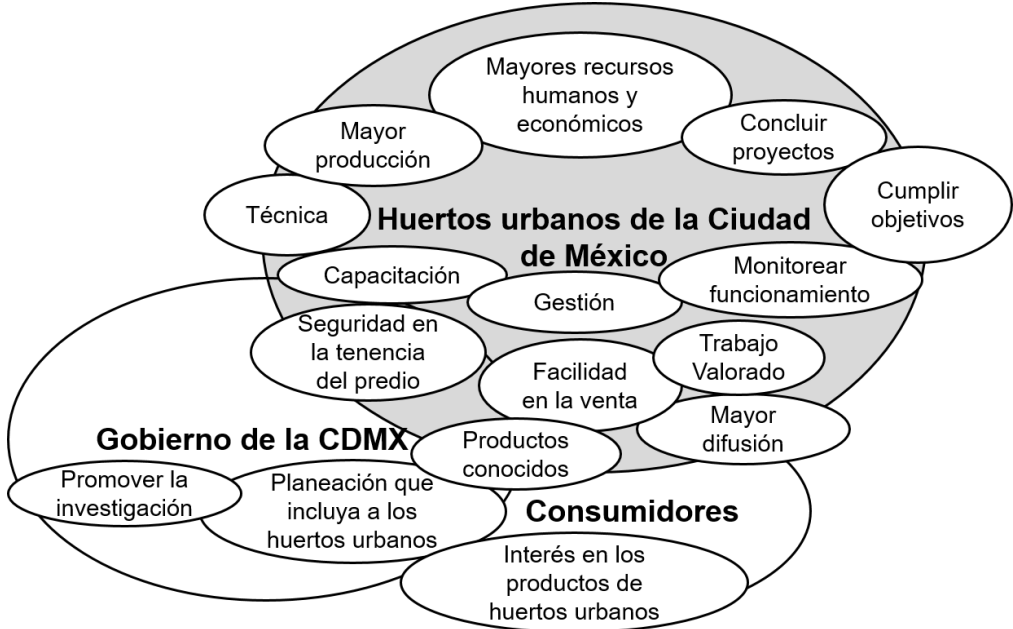 Mayores recursos
humanos y
económicos
Mayor
producción
Concluir
proyectos
Cumplir
objetivos
Técnica
Huertos urbanos de la Ciudad
de México
Capacitación
Monitorear
funcionamiento
Gestión
Seguridad en
la tenencia
del predio
Trabajo
Valorado
Facilidad
en la venta
Mayor
difusión
Gobierno de la CDMX
Productos
conocidos
Promover la
investigación
Planeación que
incluya a los
huertos urbanos
Consumidores
Interés en los
productos de
huertos urbanos